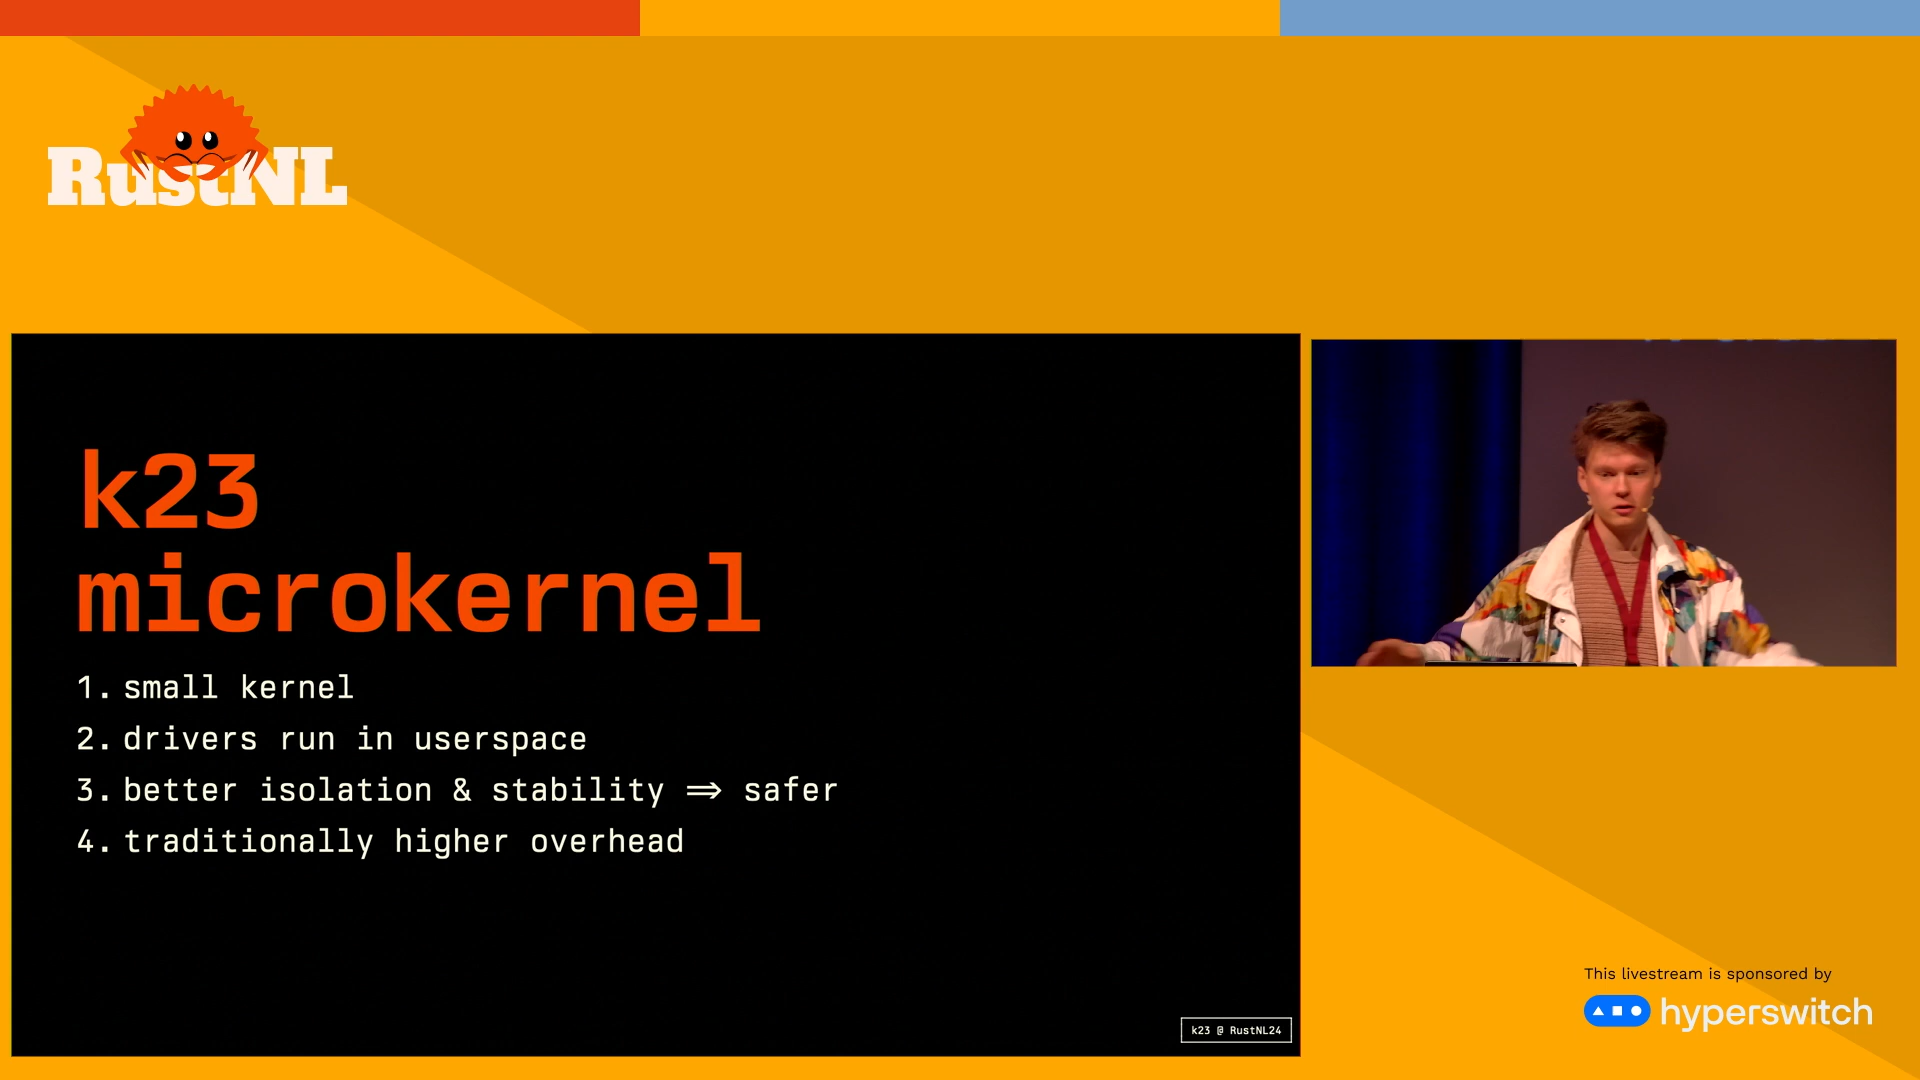 RustNL
k23
microkernel
1. small kernel
2. drivers run in userspace
3. better isolation & stability ⇒ safer
4. traditionally higher overhead
k23 @ RustNL24
This livestream is sponsored by
hyperswitch